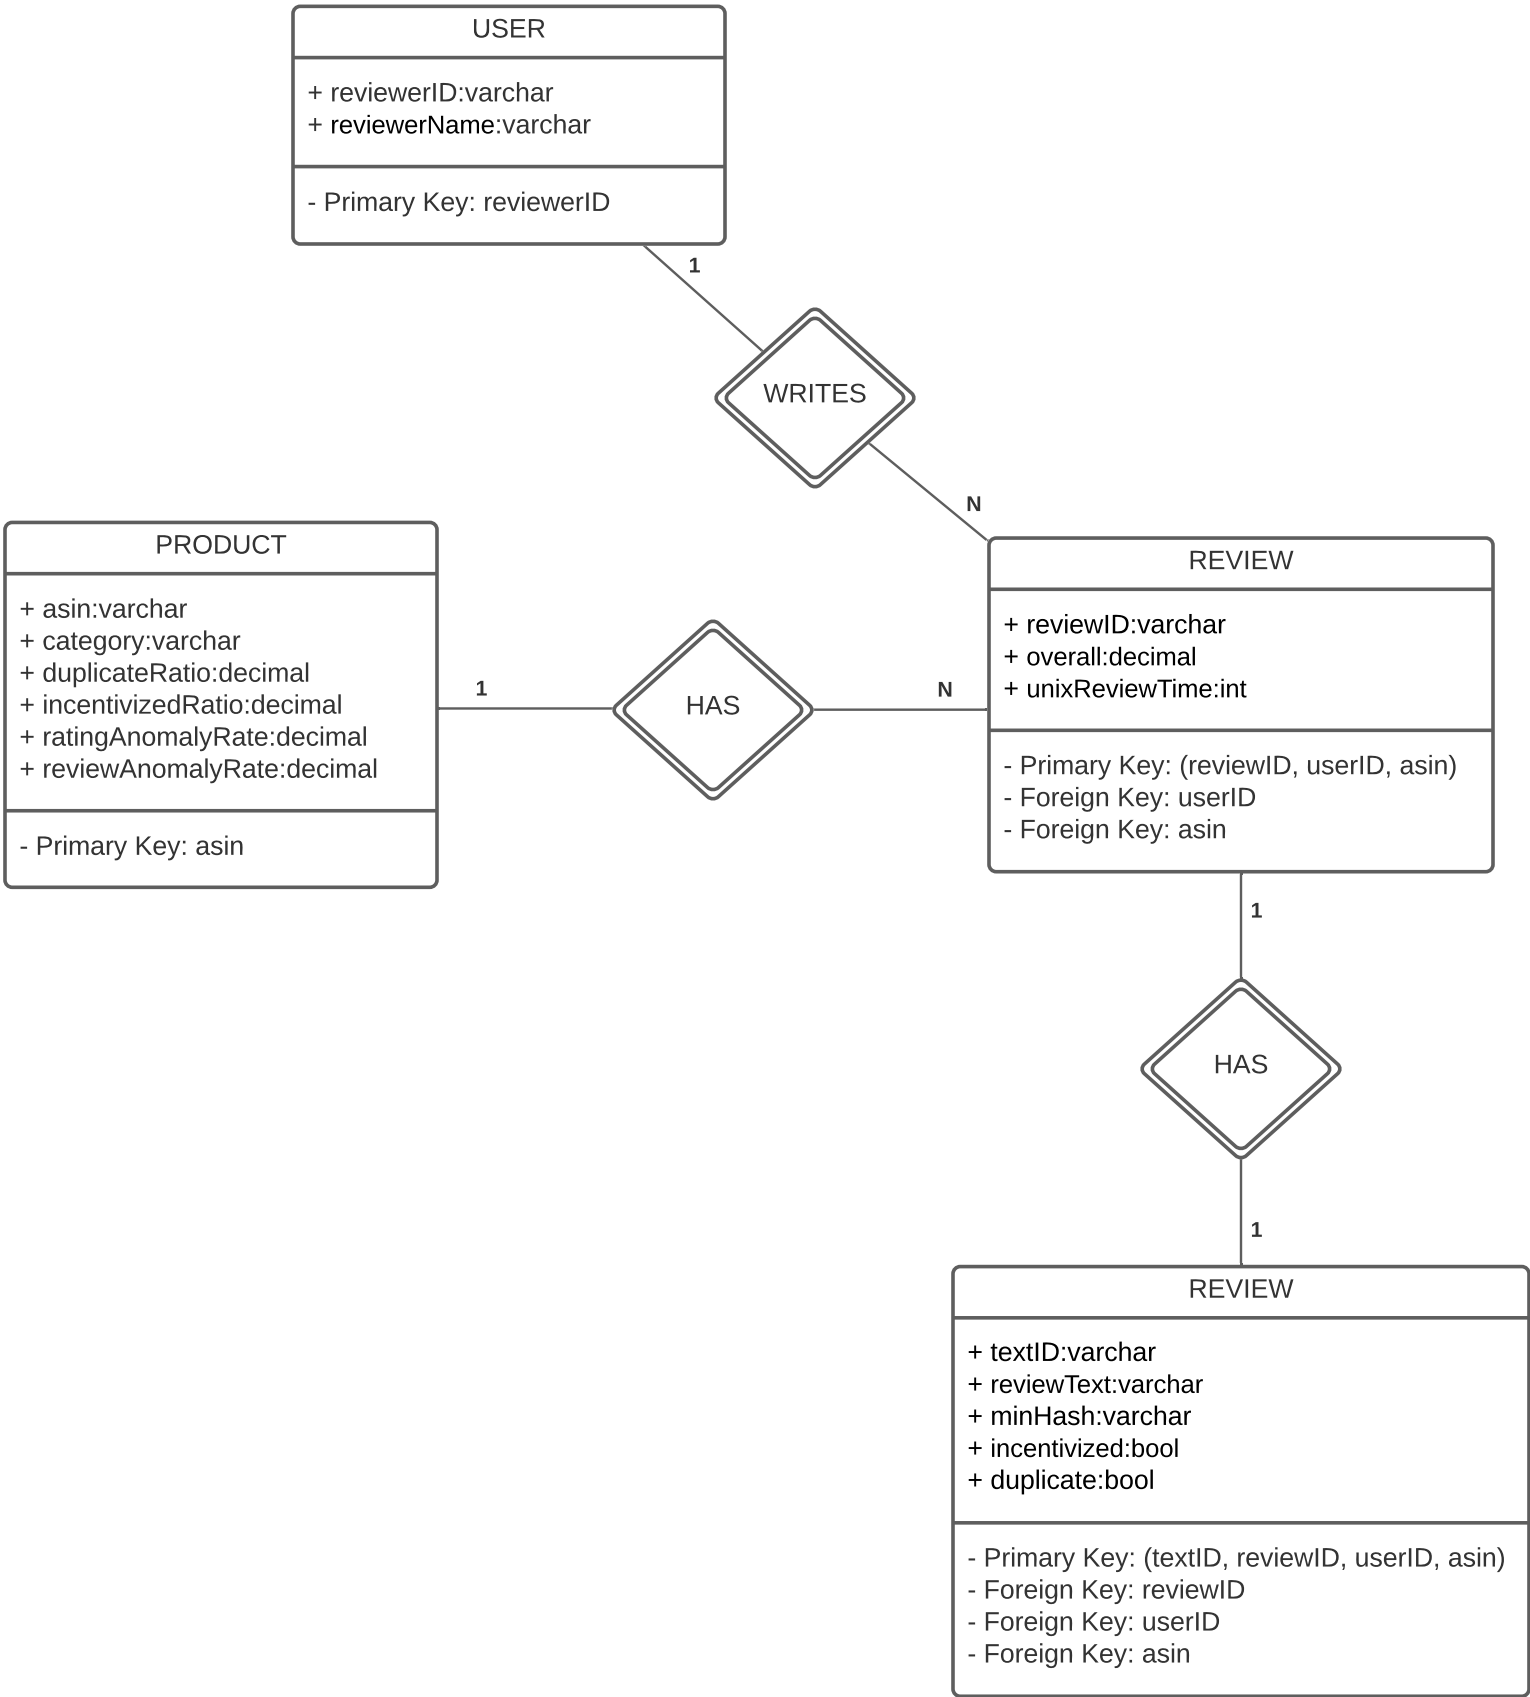 USER
+ reviewerID:varchar
+ reviewerName:varchar
- Primary Key: reviewerID
1
WRITES
N
PRODUCT
+ asin:varchar
+ category:varchar
+ duplicateRatio:decimal
+ incentivizedRatio:decimal
+ ratingAnomalyRate:decimal
+ reviewAnomalyRate:decimal
- Primary Key: asin
1
HAS
N
REVIEW
+ reviewID:varchar
+ overall:decimal
+ unixReviewTime:int
- Primary Key: (reviewID, userID, asin)
- Foreign Key: userID
- Foreign Key: asin
1
HAS
1
REVIEW
+ textID:varchar
+ reviewText:varchar
+ minHash:varchar
+ incentivized:bool
+ duplicate:bool
- Primary Key: (textID, reviewID, userID, asin)
- Foreign Key: reviewID
- Foreign Key: userID
- Foreign Key: asin